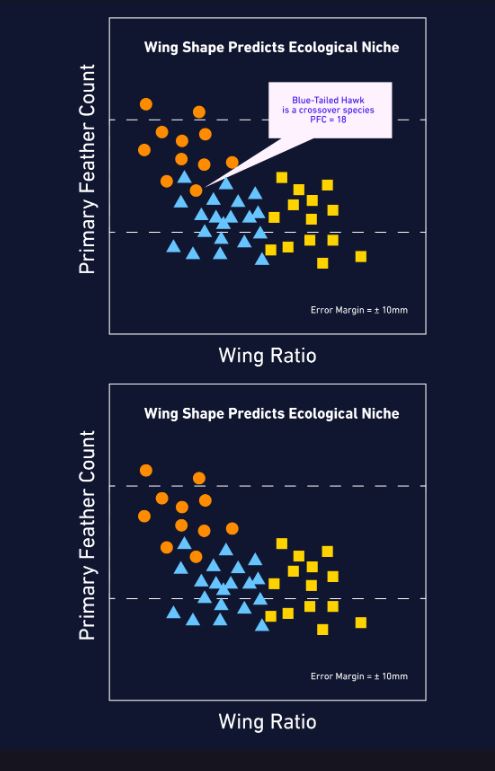 Wing Shape Predicts Ecological Niche
Blue-Tailed Hawk
is a crossover species
PFC = 18
Primary Feather Count
Error Margin = ± 10mm
Wing Ratio
Wing Shape Predicts Ecological Niche
Primary Feather Count
Error Margin = ± 10mm
Wing Ratio